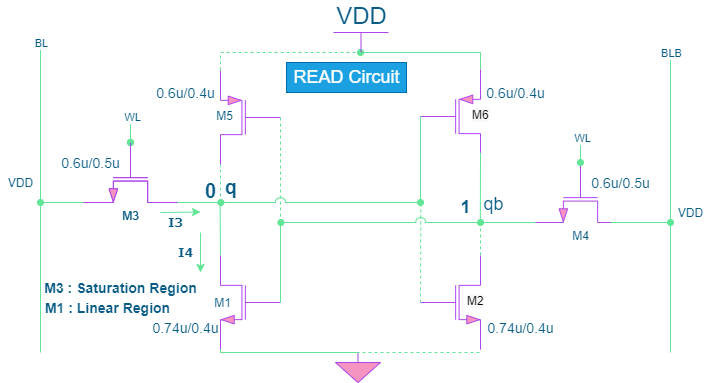 VDD
BL
BLB
READ Circuit
0.6u/0.4u
0.6u/0.4u
M5
M6
WL
WL
0.6u/0.5u
0.6u/0.5u
VDD
0 q
1 qb
VDD
M3
I3
M4
I4
M3 : Saturation Region
M1 : Linear Region
M1
M2
0.74u/0.4u
0.74u/0.4u